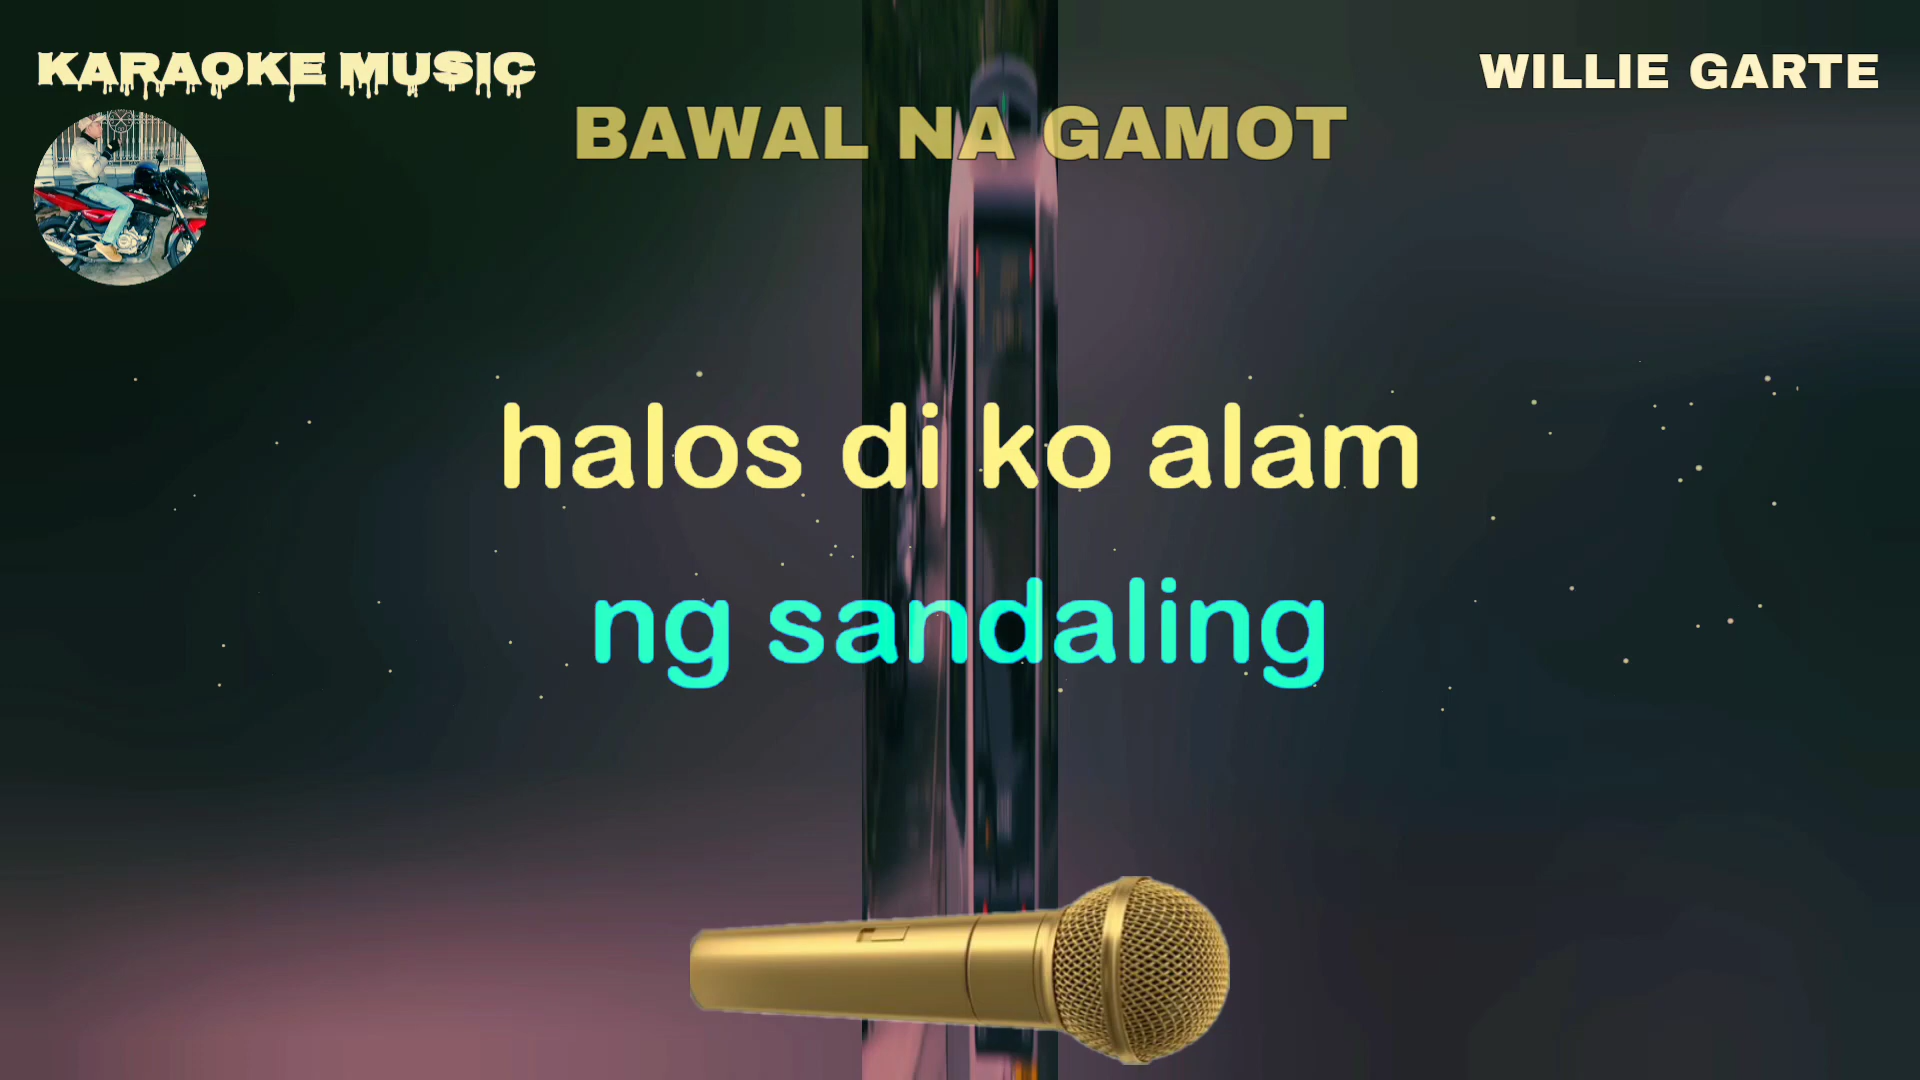 KARAOKE MUSIC
WILLIE GARTE
BAWAL NA GAMOT
halos di ko alam
ng sandaling